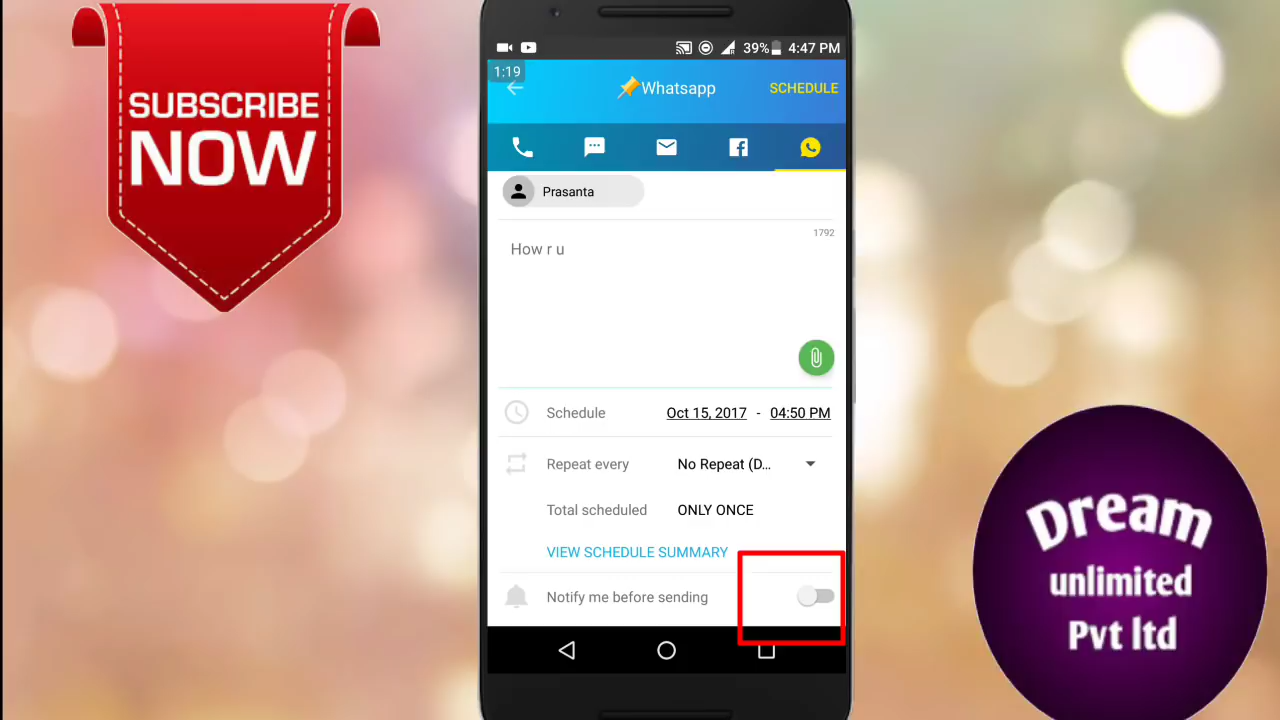 SUBSCRIBE
NOW
39% 4:47 PM
1:19
Whatsapp
SCHEDULE
Prasanta
1792
How r u
Schedule Oct 15, 2017 - 04:50 PM
Repeat every No Repeat (D...
Total scheduled ONLY ONCE
VIEW SCHEDULE SUMMARY
Notify me before sending
Dream
unlimited
Pvt ltd